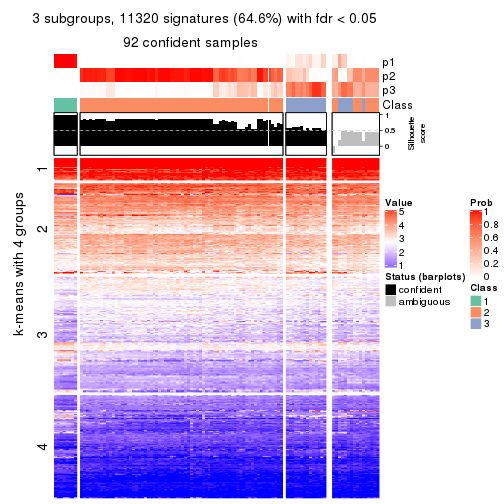 3 subgroups, 11320 signatures (64.6%) with fdr < 0.05
92 confident samples
p1
p2
p3
Class
1
0.5
0
Silhouette
score
k-means with 4 groups
1
2
3
4
Value
5
4
3
2
1
Status (barplots)
confident
ambiguous
Prob
1
0.8
0.6
0.4
0.2
0
Class
1
2
3